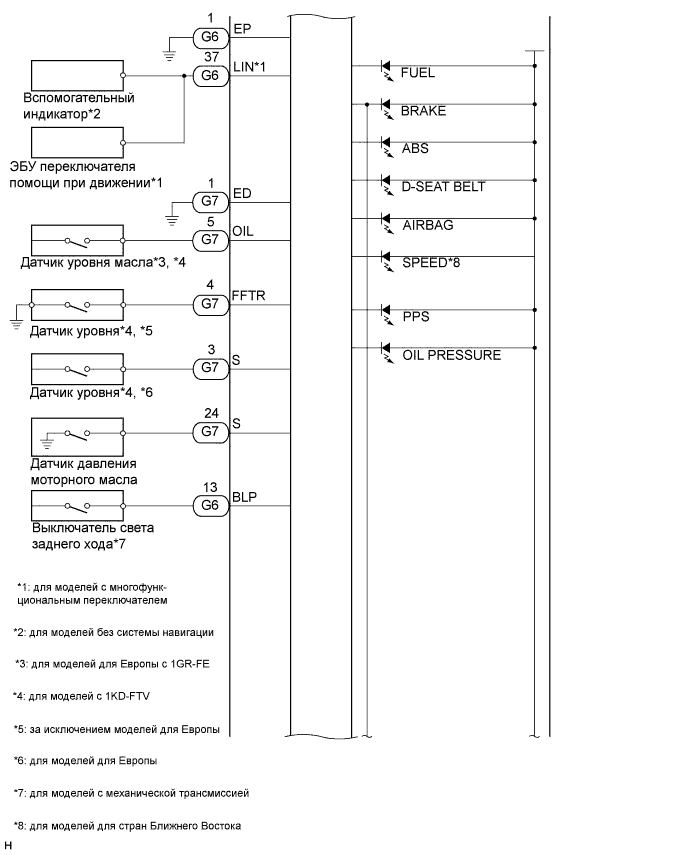 1
G6 EP
37
G6 LIN*1
Вспомогательный
индикатор*2
ЭБУ переключателя
помощи при движении*1
1
G7 ED
5
G7 OIL
Датчик уровня масла*3, *4
4
G7 FFTR
Датчик уровня*4, *5
3
G7 S
Датчик уровня*4, *6
24
G7 S
Датчик давления
моторного масла
13
G6 BLP
Выключатель света
заднего хода*7
FUEL
BRAKE
ABS
D-SEAT BELT
AIRBAG
SPEED*8
PPS
OIL PRESSURE
*1: для моделей с многофунк-
циональным переключателем
*2: для моделей без системы навигации
*3: для моделей для Европы с 1GR-FE
*4: для моделей с 1KD-FTV
*5: за исключением моделей для Европы
*6: для моделей для Европы
*7: для моделей с механической трансмиссией
*8: для моделей для стран Ближнего Востока
H